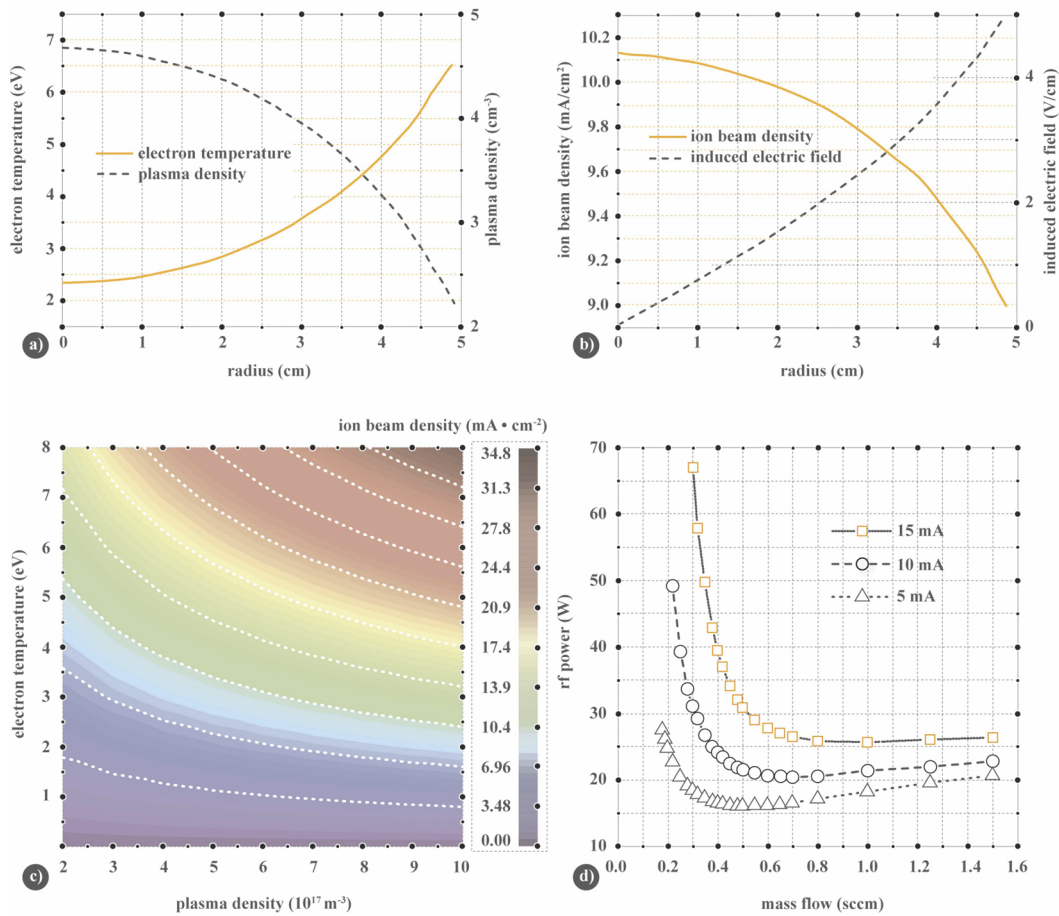 7
6
5
4
3
2
electron temperature (eV)
5
4
3
2
plasma density (cm⁻³)
electron temperature
plasma density
0 1 2 3 4 5
a)
radius (cm)
10.2
10.0
9.8
9.6
9.4
9.2
9.0
ion beam density (mA/cm²)
4
3
2
1
0
induced electric field (V/cm)
ion beam density
induced electric field
0 1 2 3 4 5
b)
radius (cm)
ion beam density (mA • cm⁻²)
8
7
6
5
4
3
2
1
electron temperature (eV)
34.8
31.3
27.8
24.4
20.9
17.4
13.9
10.4
6.96
3.48
0.00
2 3 4 5 6 7 8 9 10
c)
plasma density (10¹⁷ m⁻³)
70
60
50
40
30
20
10
rf power (W)
15 mA
10 mA
5 mA
0.0 0.2 0.4 0.6 0.8 1.0 1.2 1.4 1.6
d)
mass flow (sccm)